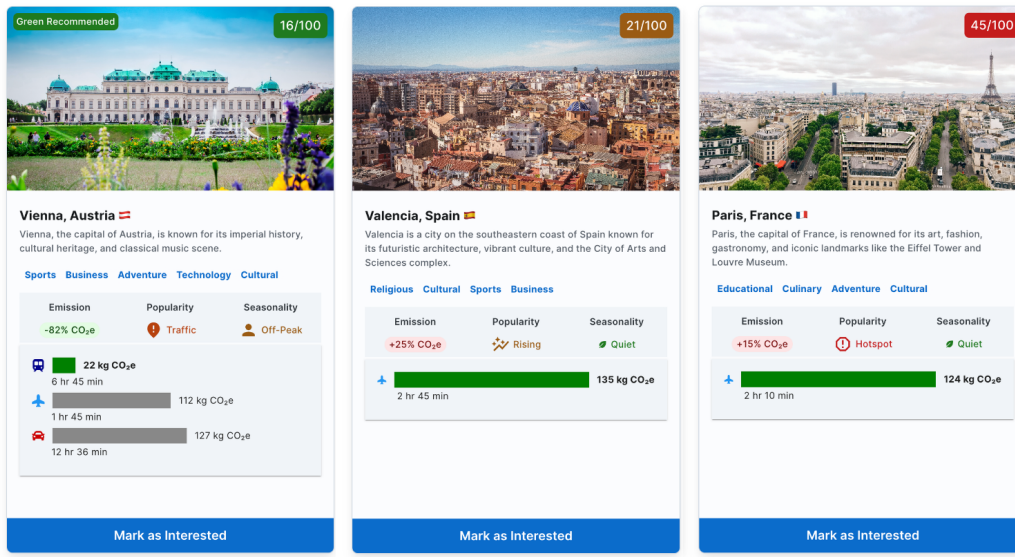 Green Recommended
16/100
Vienna, Austria
Vienna, the capital of Austria, is known for its imperial history,
cultural heritage, and classical music scene.
Sports Business Adventure Technology Cultural
Emission Popularity Seasonality
-82% CO₂e Traffic Off-Peak
22 kg CO₂e
6 hr 45 min
112 kg CO₂e
1 hr 45 min
127 kg CO₂e
12 hr 36 min
Mark as Interested
21/100
Valencia, Spain
Valencia is a city on the southeastern coast of Spain known for
its futuristic architecture, vibrant culture, and the City of Arts and
Sciences complex.
Religious Cultural Sports Business
Emission Popularity Seasonality
+25% CO₂e Rising Quiet
135 kg CO₂e
2 hr 45 min
Mark as Interested
45/100
Paris, France
Paris, the capital of France, is renowned for its art, fashion,
gastronomy, and iconic landmarks like the Eiffel Tower and
Louvre Museum.
Educational Culinary Adventure Cultural
Emission Popularity Seasonality
+15% CO₂e Hotspot Quiet
124 kg CO₂e
2 hr 10 min
Mark as Interested